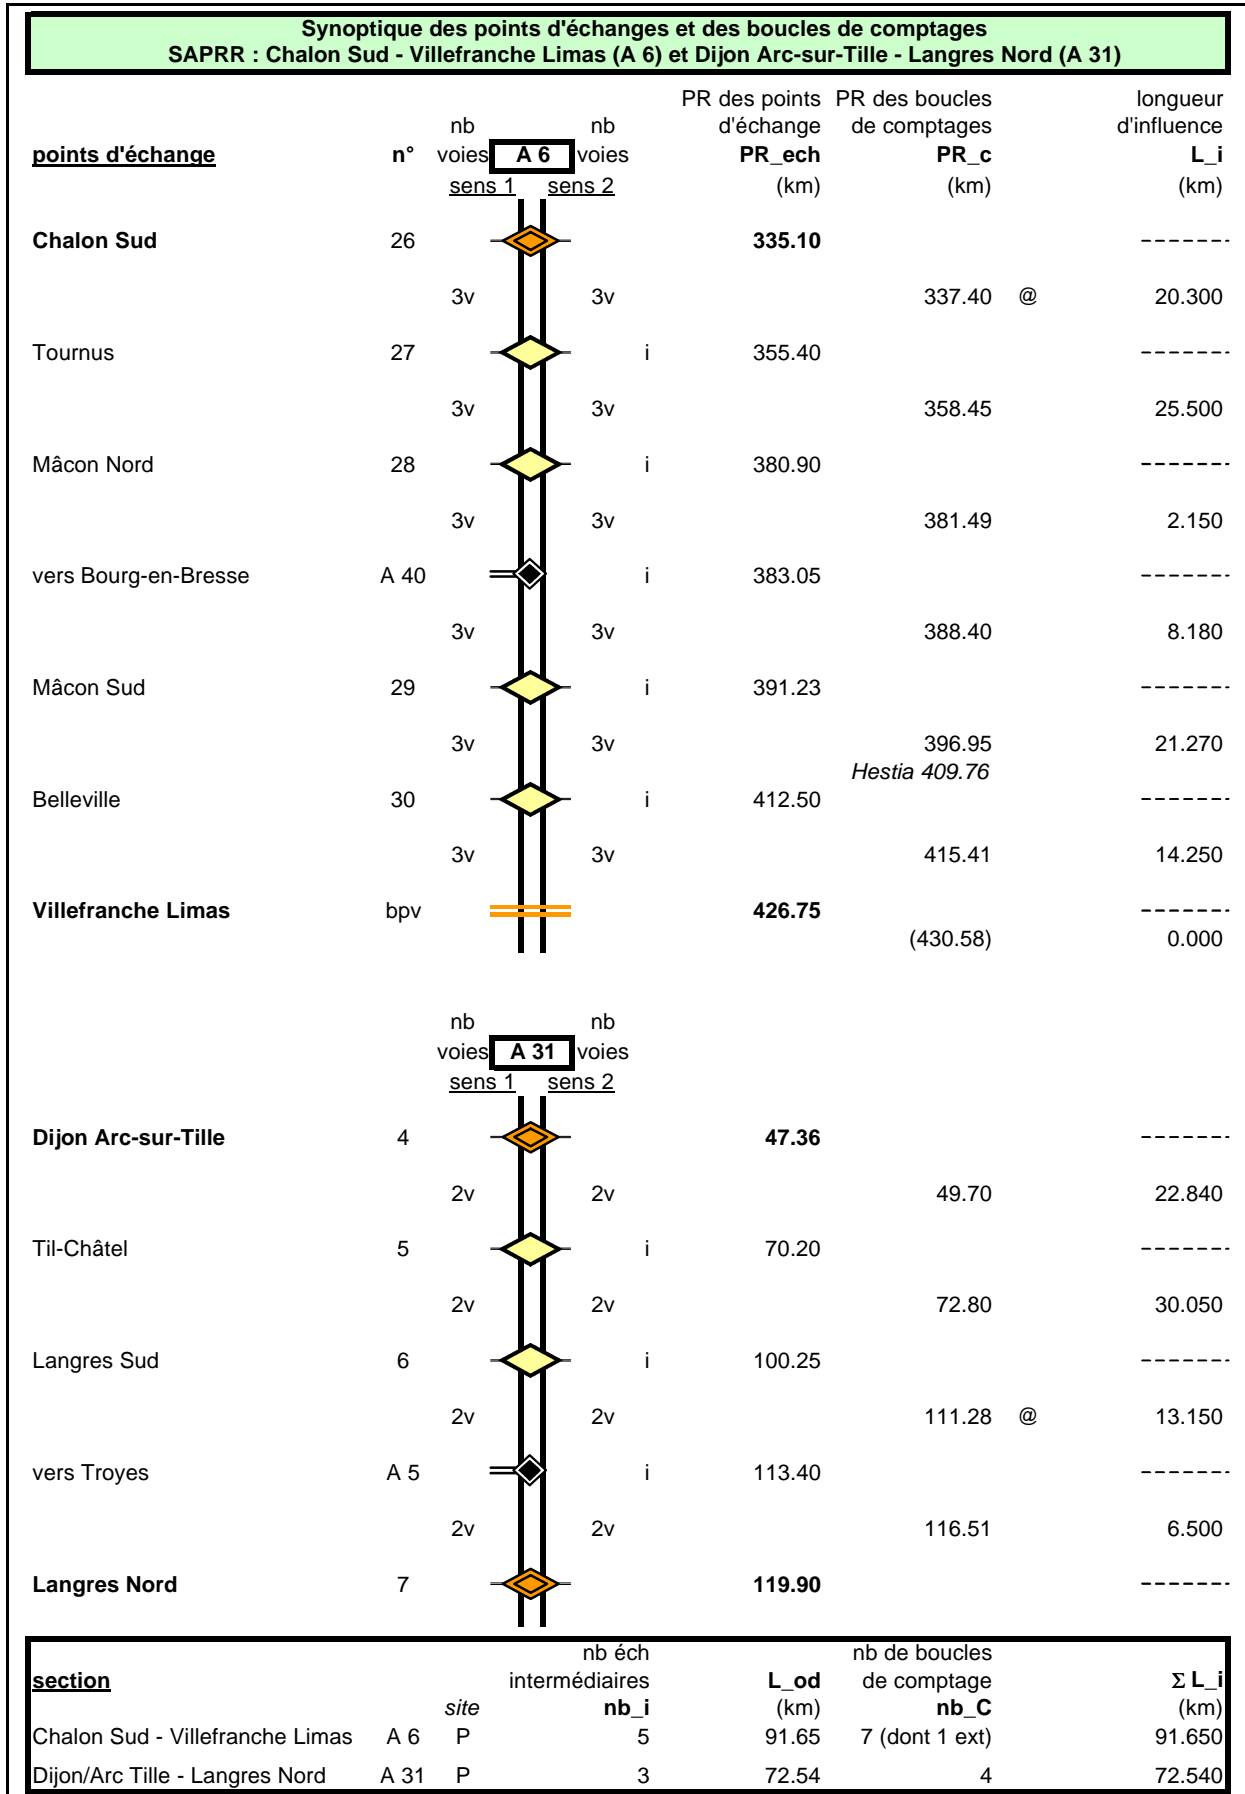 Synoptique des points d'échanges et des boucles de comptages
SAPRR : Chalon Sud - Villefranche Limas (A 6) et Dijon Arc-sur-Tille - Langres Nord (A 31)
PR des points PR des boucles longueur
nb nb d'échange de comptages d'influence
points d'échange n° voies A 6 voies PR_ech PR_c L_i
sens 1 sens 2 (km) (km) (km)
Chalon Sud 26 335.10 -------
3v 3v 337.40 @ 20.300
Tournus 27 i 355.40 -------
3v 3v 358.45 25.500
Mâcon Nord 28 i 380.90 -------
3v 3v 381.49 2.150
vers Bourg-en-Bresse A 40 i 383.05 -------
3v 3v 388.40 8.180
Mâcon Sud 29 i 391.23 -------
3v 3v 396.95 21.270
Hestia 409.76
Belleville 30 i 412.50 -------
3v 3v 415.41 14.250
Villefranche Limas bpv 426.75 -------
(430.58) 0.000
nb nb
voies A 31 voies
sens 1 sens 2
Dijon Arc-sur-Tille 4 47.36 -------
2v 2v 49.70 22.840
Til-Châtel 5 i 70.20 -------
2v 2v 72.80 30.050
Langres Sud 6 i 100.25 -------
2v 2v 111.28 @ 13.150
vers Troyes A 5 i 113.40 -------
2v 2v 116.51 6.500
Langres Nord 7 119.90 -------
nb éch nb de boucles
section intermédiaires L_od de comptage Σ L_i
site nb_i (km) nb_C (km)
Chalon Sud - Villefranche Limas A 6 P 5 91.65 7 (dont 1 ext) 91.650
Dijon/Arc Tille - Langres Nord A 31 P 3 72.54 4 72.540